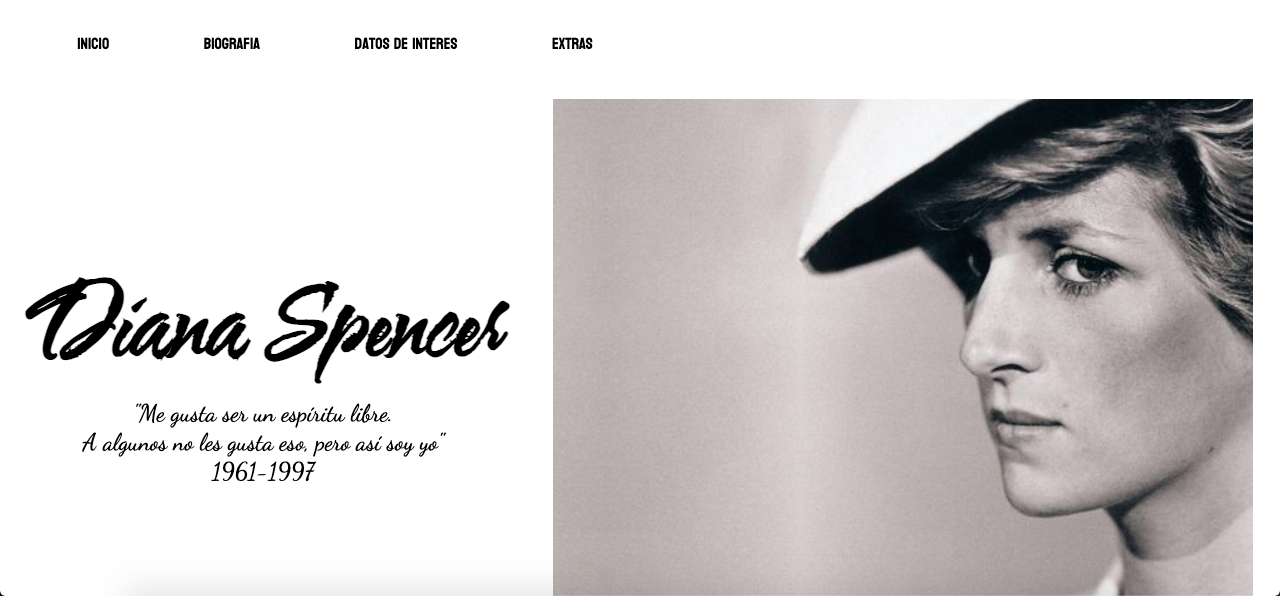 INICIO BIOGRAFIA DATOS DE INTERES EXTRAS
Diana Spencer
"Me gusta ser un espíritu libre.
A algunos no les gusta eso, pero así soy yo"
1961-1997